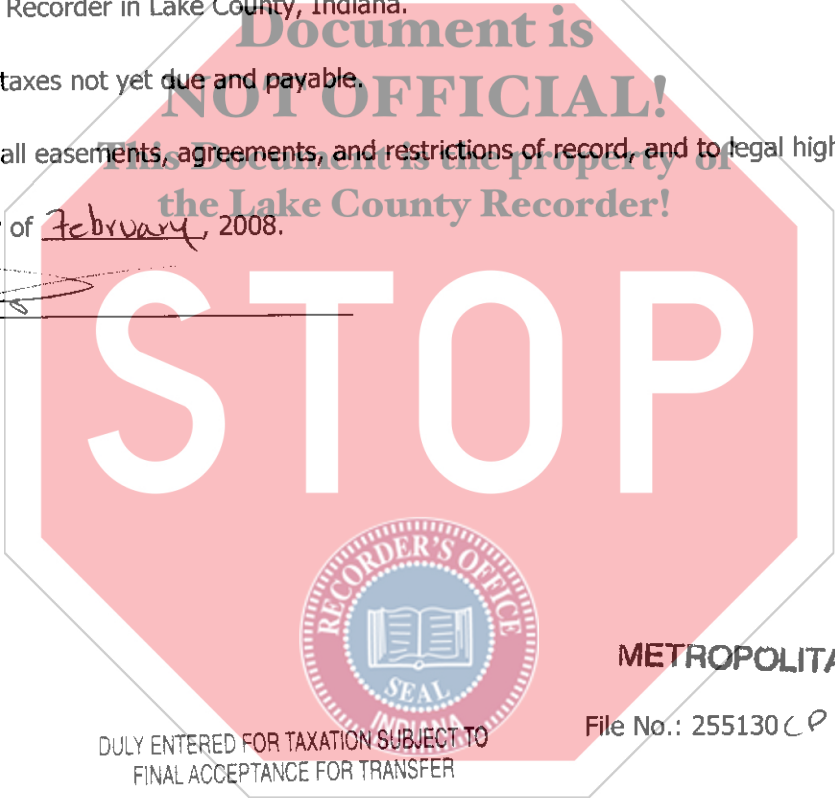 Recorder in Lake County, Indiana.
Document is
taxes not yet due and payable.
NOT OFFICIAL!
all easements, agreements, and restrictions of record, and to legal high
This Document is the property of
the Lake County Recorder!
of February, 2008.
STOP
RECORDER'S OFFICE
SEAL
INDIANA
METROPOLITA
File No.: 255130 CP
DULY ENTERED FOR TAXATION SUBJECT TO
FINAL ACCEPTANCE FOR TRANSFER